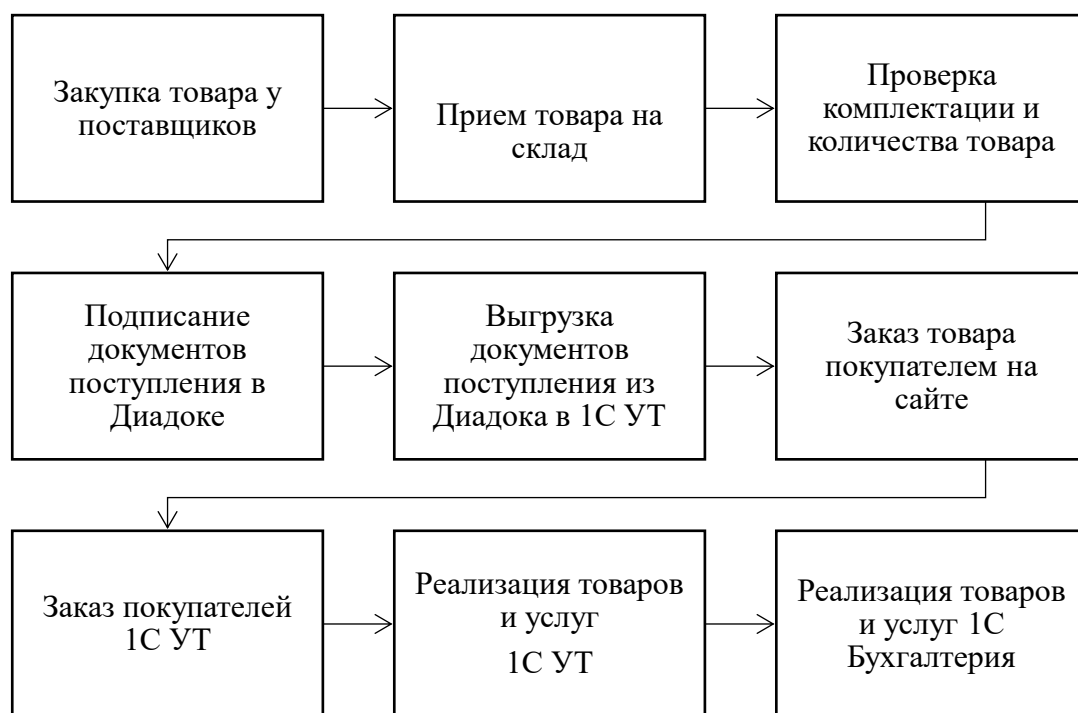 Закупка товара у
поставщиков
Прием товара на
склад
Проверка
комплектации и
количества товара
Подписание
документов
поступления в
Диадоке
Выгрузка
документов
поступления из
Диадока в 1С УТ
Заказ товара
покупателем на
сайте
Заказ покупателей
1С УТ
Реализация товаров
и услуг
1С УТ
Реализация товаров
и услуг 1С
Бухгалтерия